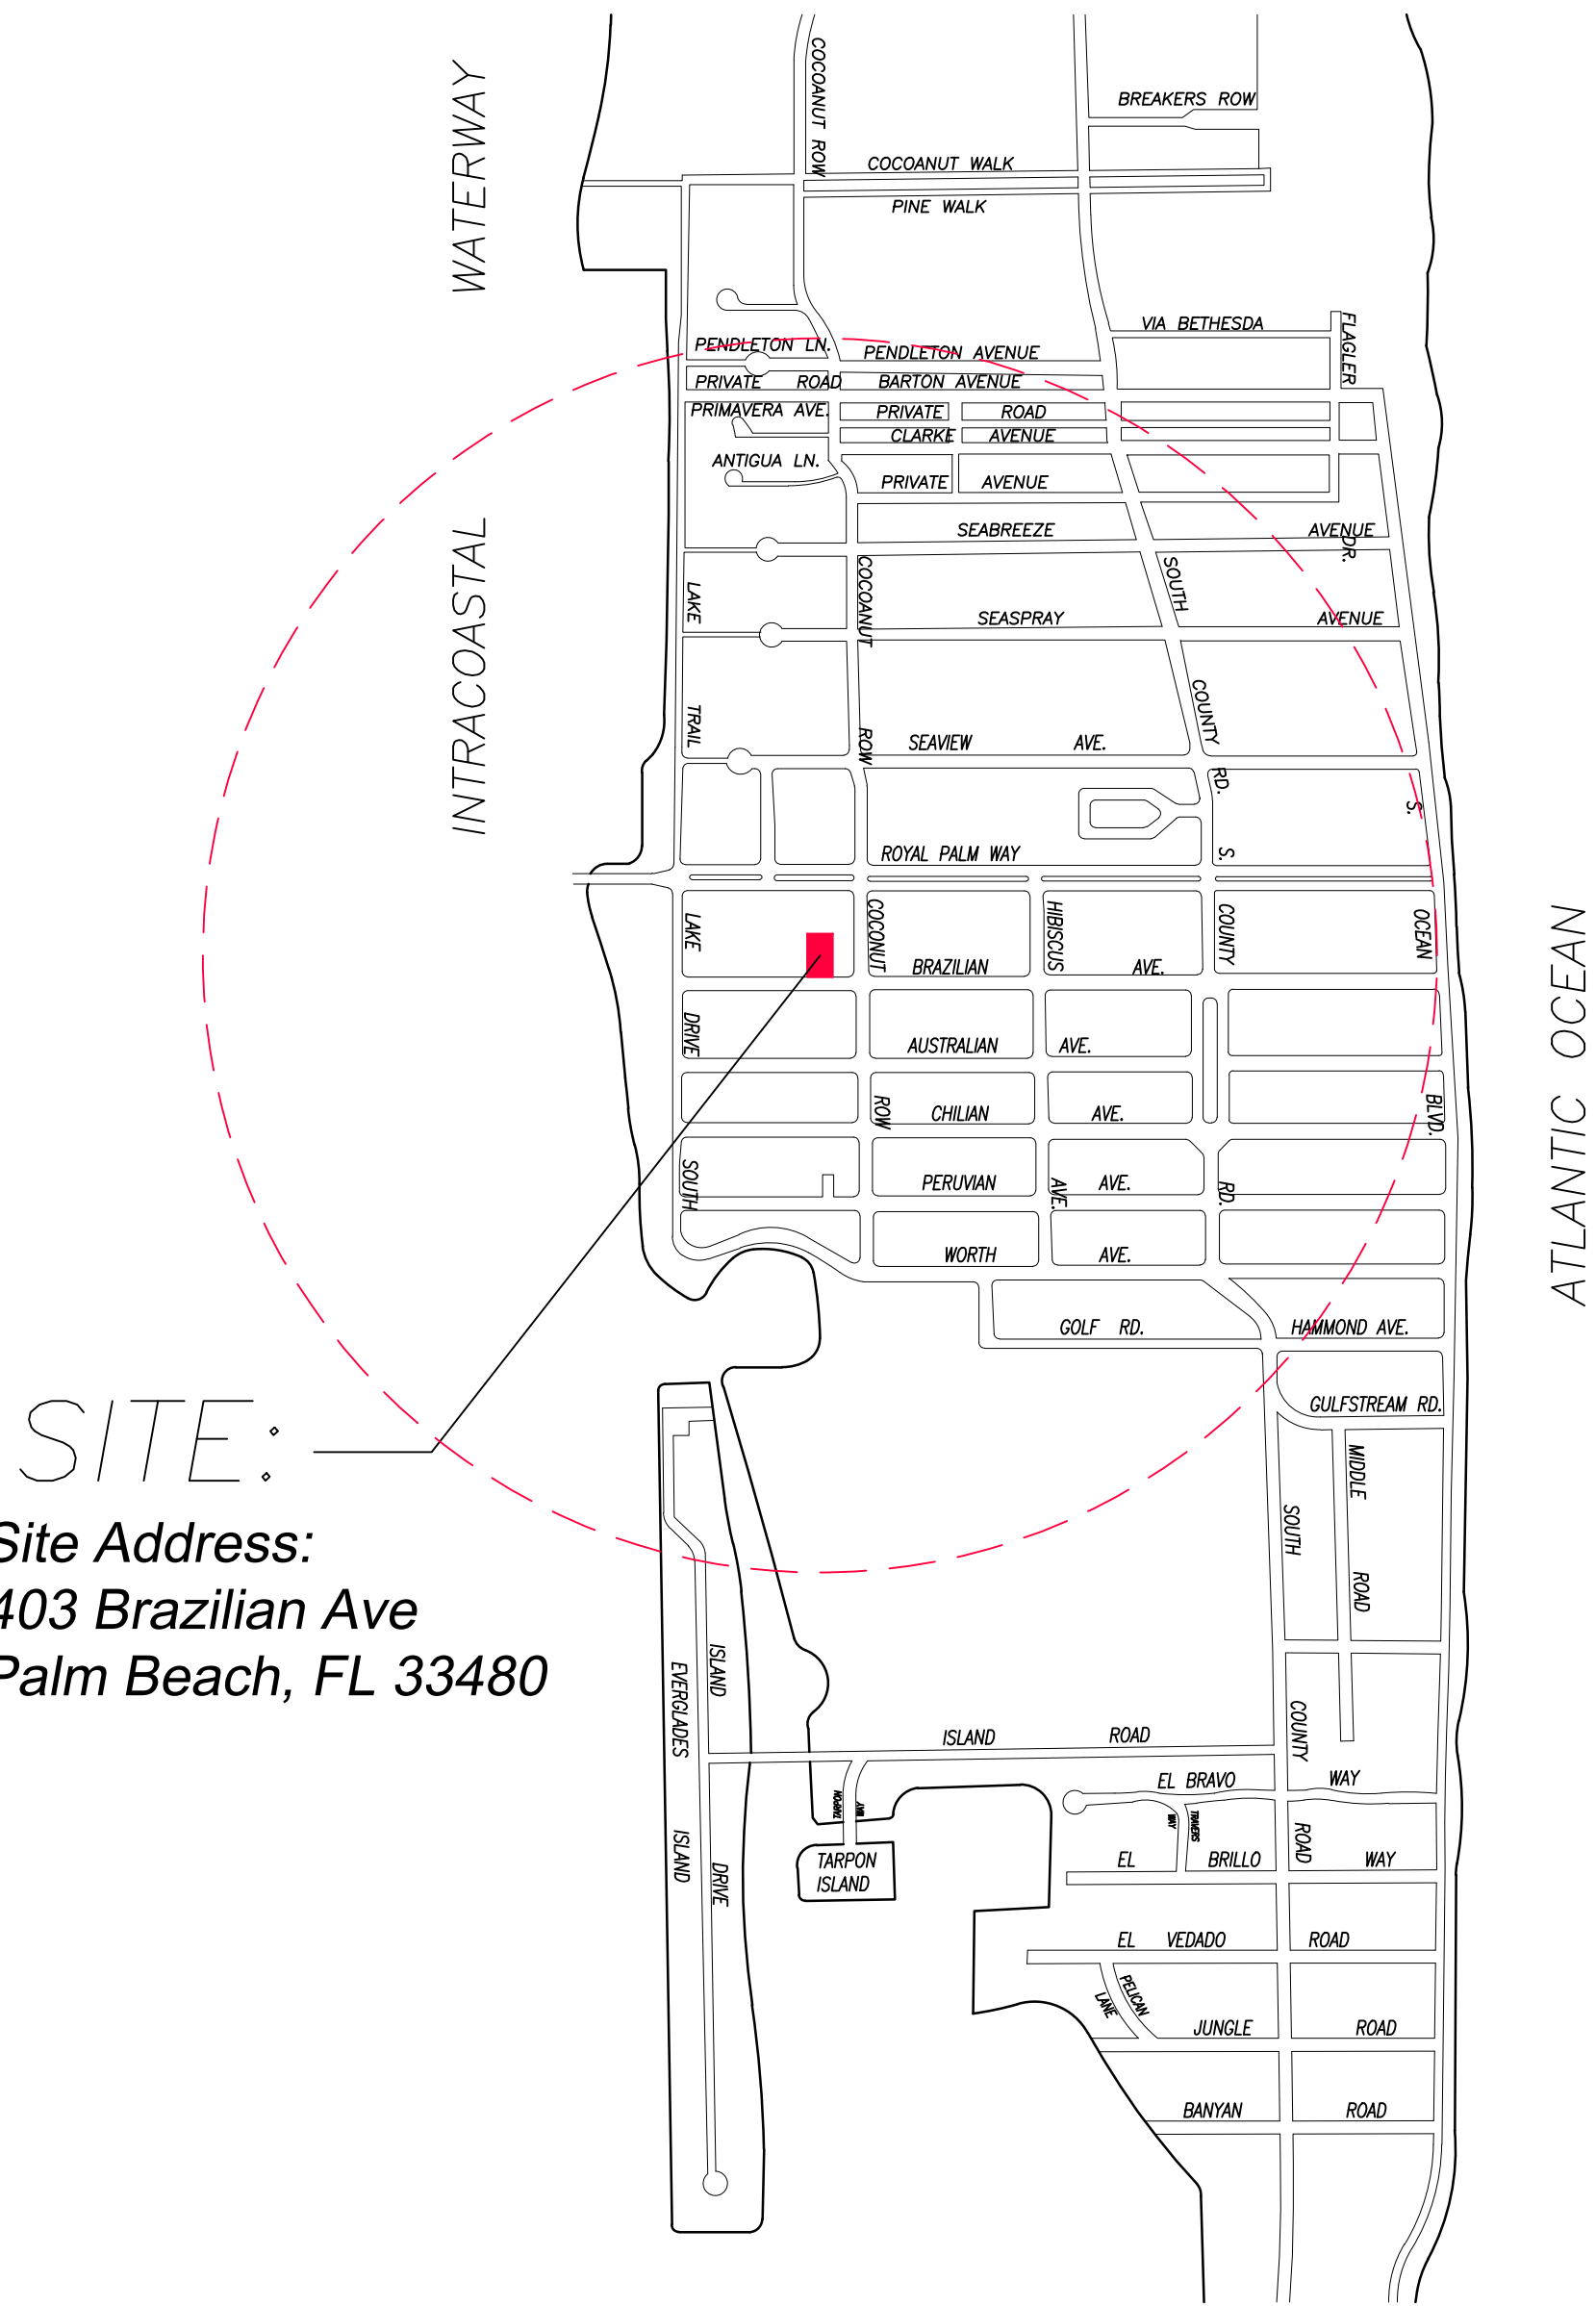 COCOANUT ROW
BREAKERS ROW
WATERWAY
COCOANUT WALK
PINE WALK
VIA BETHESDA
FLAGLER
PENDLETON LN.
PENDLETON AVENUE
PRIVATE ROAD
BARTON AVENUE
PRIMAVERA AVE.
PRIVATE ROAD
CLARKE AVENUE
ANTIGUA LN.
PRIVATE AVENUE
SEABREEZE AVENUE
DR.
INTRACOASTAL
LAKE
COCOANUT
SOUTH
SEASPRAY AVENUE
TRAIL
ROW
COUNTY
SEAVIEW AVE.
RD.
S.
ROYAL PALM WAY
S.
LAKE
COCONUT
HIBISCUS
COUNTY
OCEAN
BRAZILIAN AVE.
ATLANTIC OCEAN
DRIVE
AUSTRALIAN AVE.
ROW
CHILIAN AVE.
BLVD.
SOUTH
PERUVIAN AVE.
AVE.
RD.
WORTH AVE.
GOLF RD.
HAMMOND AVE.
GULFSTREAM RD.
SITE:
MIDDLE
SOUTH
Site Address:
403 Brazilian Ave
Palm Beach, FL 33480
ROAD
ISLAND
EVERGLADES
COUNTY
ISLAND ROAD
EL BRAVO WAY
TARPON
WAY
WAY
TRAVERS
ROAD
ISLAND
DRIVE
TARPON
ISLAND
EL BRILLO WAY
EL VEDADO ROAD
PELICAN
LANE
JUNGLE ROAD
BANYAN ROAD